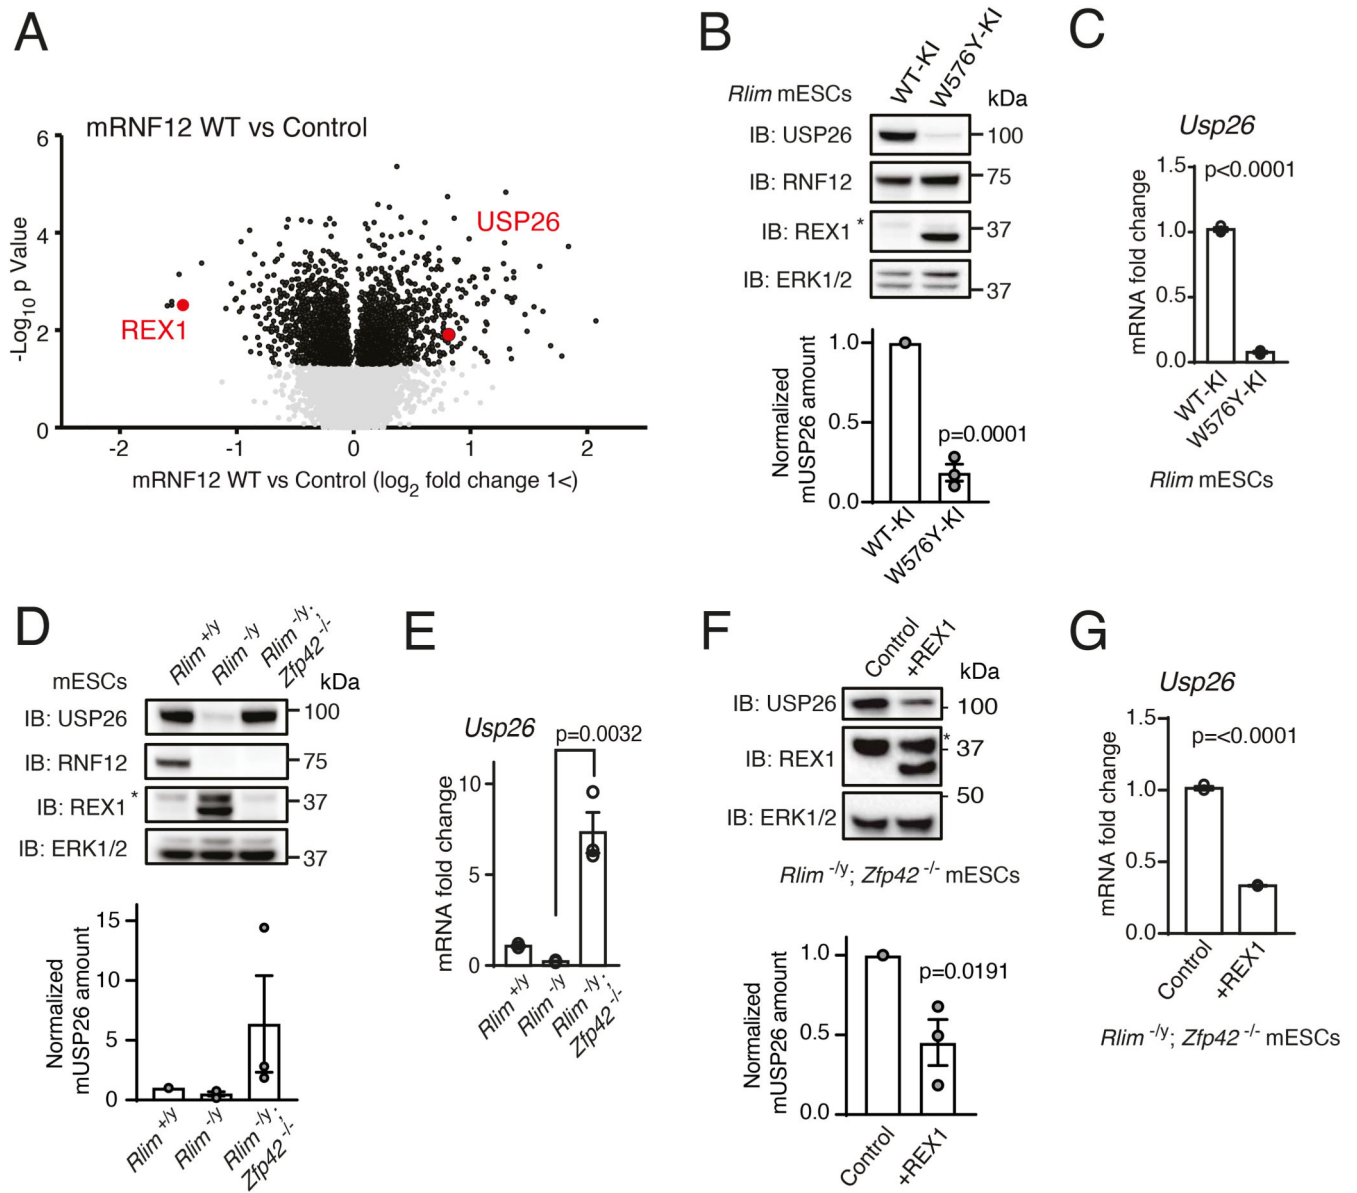 A
mRNF12 WT vs Control
6
4
2
0
-Log10 p Value
USP26
REX1
-2
-1
0
1
2
mRNF12 WT vs Control (log2 fold change 1<)
B
Rlim mESCs
WT-KI
W576Y-KI
kDa
IB: USP26
100
IB: RNF12
75
IB: REX1
*
37
IB: ERK1/2
37
Normalized
mUSP26 amount
1.0
0.5
0.0
p=0.0001
WT-KI
W576Y-KI
C
Usp26
mRNA fold change
1.5
1.0
0.5
0.0
p<0.0001
WT-KI
W576Y-KI
Rlim mESCs
D
mESCs
Rlim +/y
Rlim -/y
Rlim -/y;
Zfp42 -/-
kDa
IB: USP26
100
IB: RNF12
75
IB: REX1
*
37
IB: ERK1/2
37
Normalized
mUSP26 amount
15
10
5
0
Rlim +/y
Rlim -/y
Rlim -/y;
Zfp42 -/-
E
Usp26
p=0.0032
mRNA fold change
10
5
0
Rlim +/y
Rlim -/y
Rlim -/y;
Zfp42 -/-
F
Control
+REX1
kDa
IB: USP26
100
IB: REX1
*
37
50
IB: ERK1/2
Rlim -/y; Zfp42 -/- mESCs
Normalized
mUSP26 amount
1.0
0.5
0.0
p=0.0191
Control
+REX1
G
Usp26
mRNA fold change
1.5
1.0
0.5
0.0
p=<0.0001
Control
+REX1
Rlim -/y; Zfp42 -/- mESCs